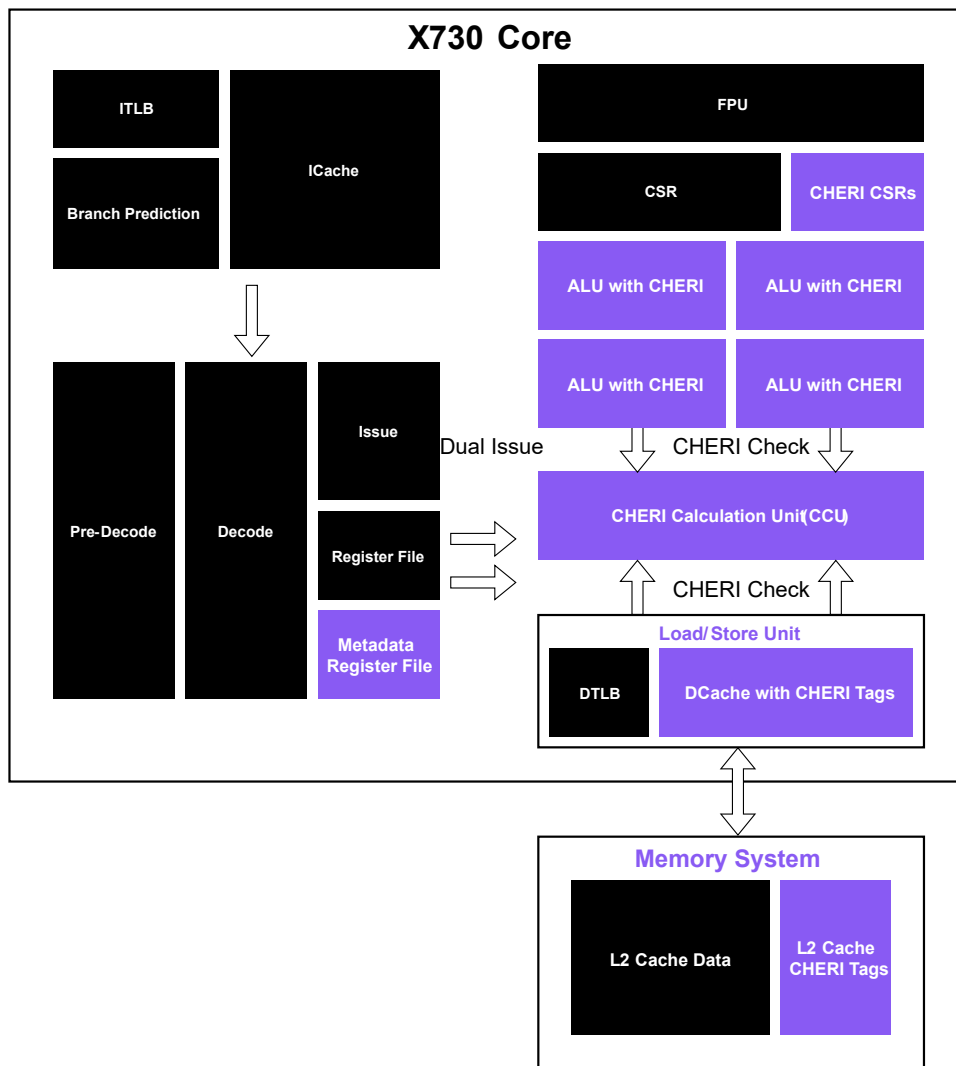 X730 Core
ITLB
ICache
Branch Prediction
FPU
CSR
CHERI CSRs
ALU with CHERI
ALU with CHERI
ALU with CHERI
ALU with CHERI
Pre-Decode
Decode
Issue
Register File
Metadata
Register File
Dual Issue
CHERI Check
CHERI Calculation Unit(CCU)
CHERI Check
Load/Store Unit
DTLB
DCache with CHERI Tags
Memory System
L2 Cache Data
L2 Cache
CHERI Tags